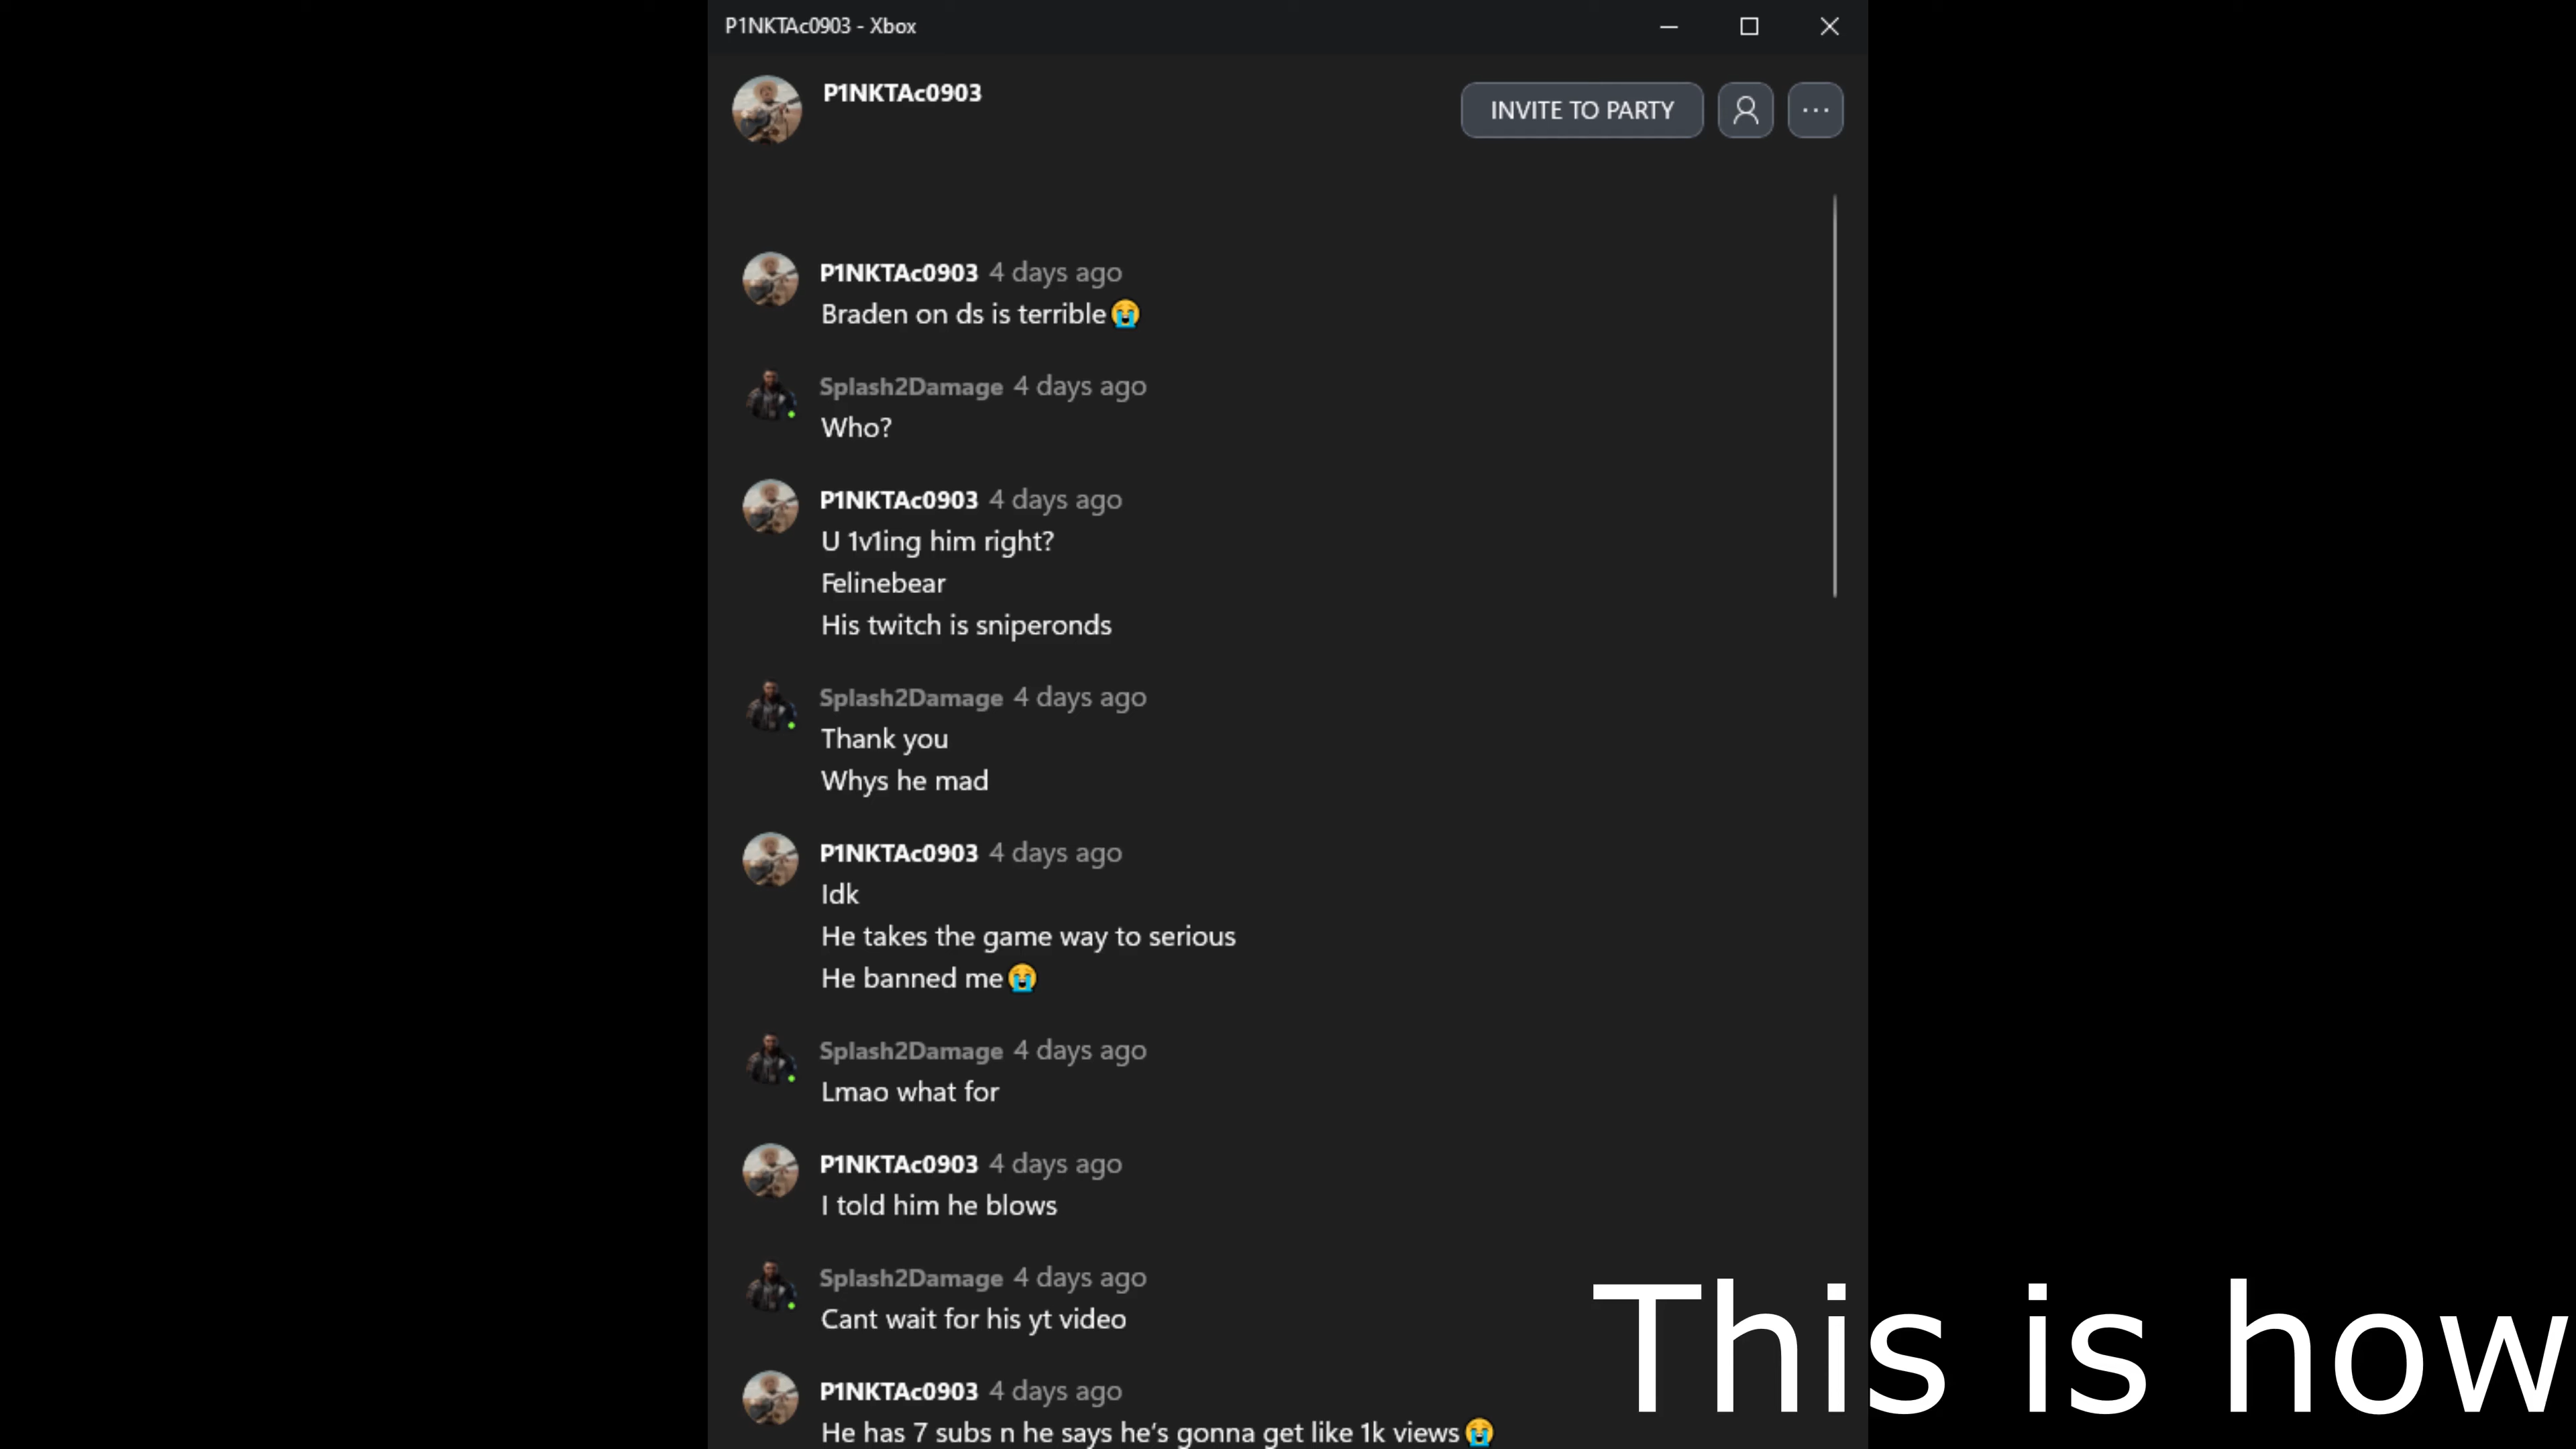 P1NKTAc0903 - Xbox
P1NKTAc0903
INVITE TO PARTY
P1NKTAc0903 4 days ago
Braden on ds is terrible😭
Splash2Damage 4 days ago
Who?
P1NKTAc0903 4 days ago
U 1v1ing him right?
Felinebear
His twitch is sniperonds
Splash2Damage 4 days ago
Thank you
Whys he mad
P1NKTAc0903 4 days ago
Idk
He takes the game way to serious
He banned me😭
Splash2Damage 4 days ago
Lmao what for
P1NKTAc0903 4 days ago
I told him he blows
Splash2Damage 4 days ago
Cant wait for his yt video
P1NKTAc0903 4 days ago
He has 7 subs n he says he's gonna get like 1k views😭
This is how